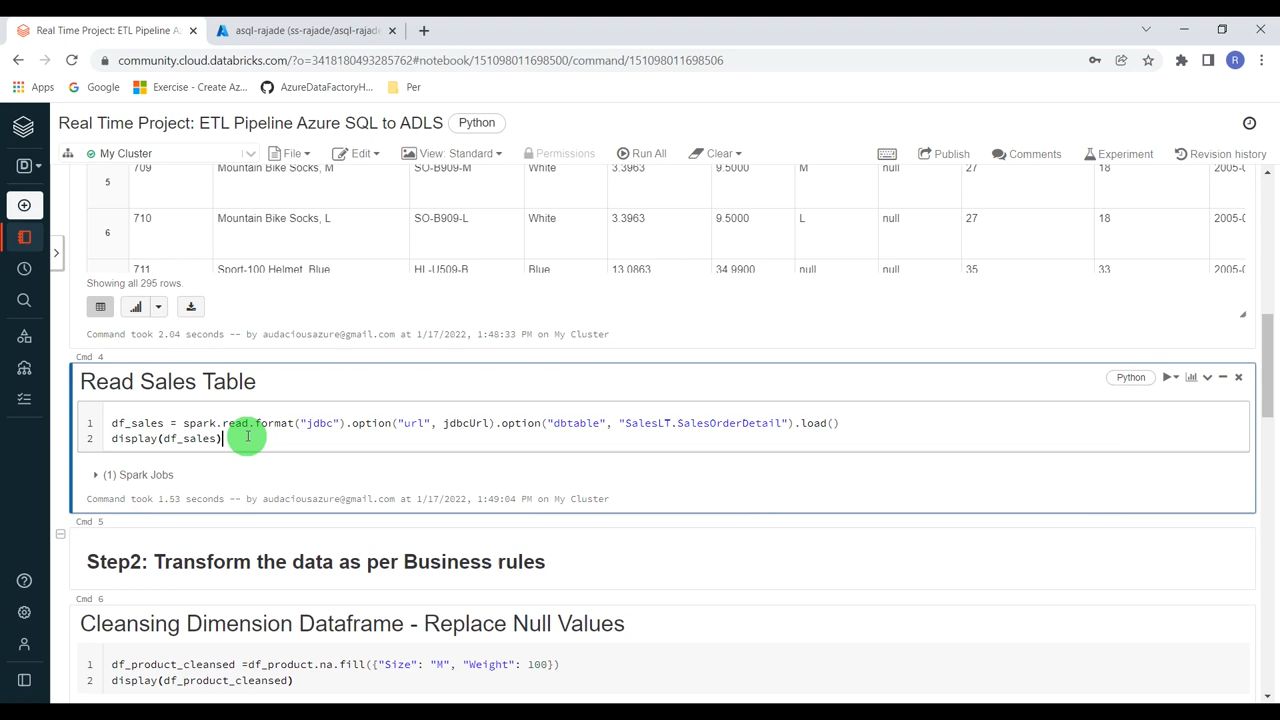 Real Time Project: ETL Pipeline A
asql-rajade (ss-rajade/asql-rajade
community.cloud.databricks.com/?o=3418180493285762#notebook/151098011698500/command/151098011698506
R
Apps
Google
Exercise - Create Az...
AzureDataFactoryH...
Per
Real Time Project: ETL Pipeline Azure SQL to ADLS
Python
D
My Cluster
File
Edit
View: Standard
Permissions
Run All
Clear
Publish
Comments
Experiment
Revision history
5 709 Mountain Bike Socks, M SO-B909-M White 3.3963 9.5000 M null 27 18 2005-0
6 710 Mountain Bike Socks, L SO-B909-L White 3.3963 9.5000 L null 27 18 2005-0
711 Sport-100 Helmet, Blue HL-U509-B Blue 13.0863 34.9900 null null 35 33 2005-0
Showing all 295 rows.
Command took 2.04 seconds -- by audaciousazure@gmail.com at 1/17/2022, 1:48:33 PM on My Cluster
Cmd 4
Read Sales Table
Python
1 df_sales = spark.read.format("jdbc").option("url", jdbcUrl).option("dbtable", "SalesLT.SalesOrderDetail").load()
2 display(df_sales)
(1) Spark Jobs
Command took 1.53 seconds -- by audaciousazure@gmail.com at 1/17/2022, 1:49:04 PM on My Cluster
Cmd 5
Step2: Transform the data as per Business rules
Cmd 6
Cleansing Dimension Dataframe - Replace Null Values
1 df_product_cleansed =df_product.na.fill({"Size": "M", "Weight": 100})
2 display(df_product_cleansed)